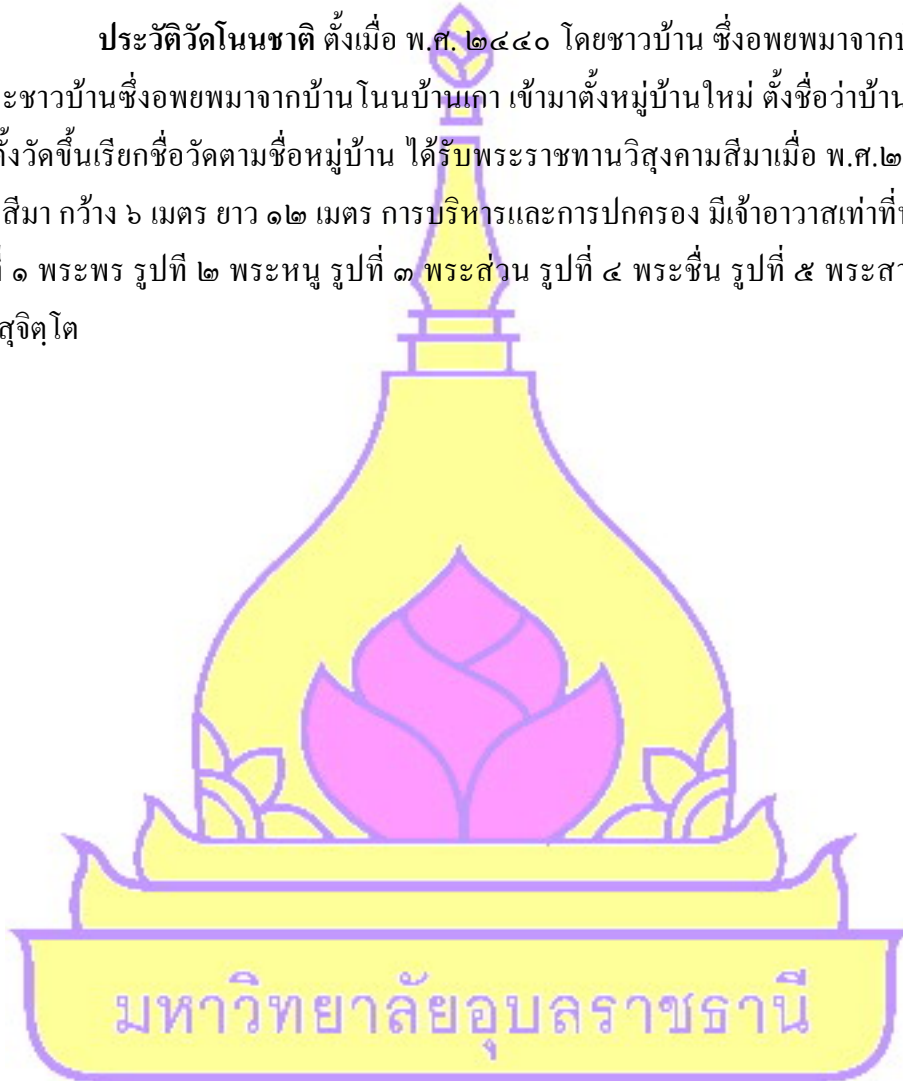 ประวัติวัดโนนชาติ ตั้งเมื่อ พ.ศ. ๒๔๔๐ โดยชาวบ้าน ซึ่งอพยพมาจาก
ะชาวบ้านซึ่งอพยพมาจากบ้านโนนบ้านเกา เข้ามาตั้งหมู่บ้านใหม่ ตั้งชื่อว่าบ้าน
ตั้งวัดขึ้นเรียกชื่อวัดตามชื่อหมู่บ้าน ได้รับพระราชทานวิสุงคามสีมาเมื่อ พ.ศ.๒
สีมา กว้าง ๖ เมตร ยาว ๑๒ เมตร การบริหารและการปกครอง มีเจ้าอาวาสเท่าที่
ที่ ๑ พระพร รูปที ๒ พระหนู รูปที่ ๓ พระส่วน รูปที่ ๔ พระชื่น รูปที่ ๕
สุจิตฺโต
มหาวิทยาลัยอุบลราชธานี